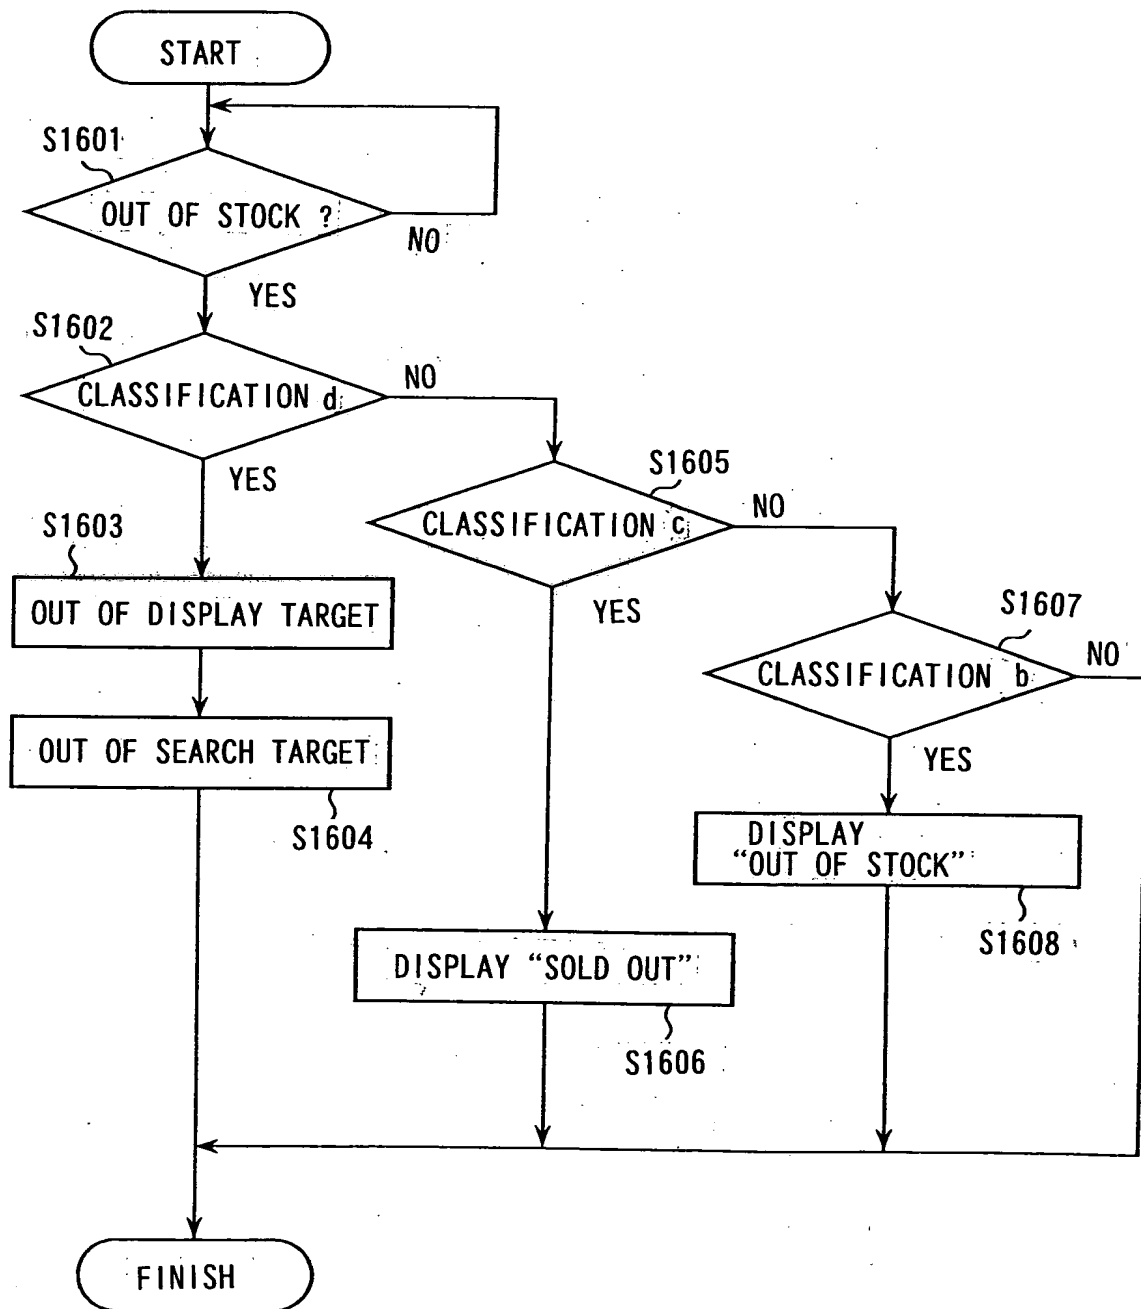 START
S1601
OUT OF STOCK ?
NO
YES
S1602
CLASSIFICATION d
NO
YES
S1605
CLASSIFICATION c
NO
YES
S1603
OUT OF DISPLAY TARGET
S1607
CLASSIFICATION b
NO
YES
OUT OF SEARCH TARGET
S1604
DISPLAY
“OUT OF STOCK”
S1608
DISPLAY “SOLD OUT”
S1606
FINISH